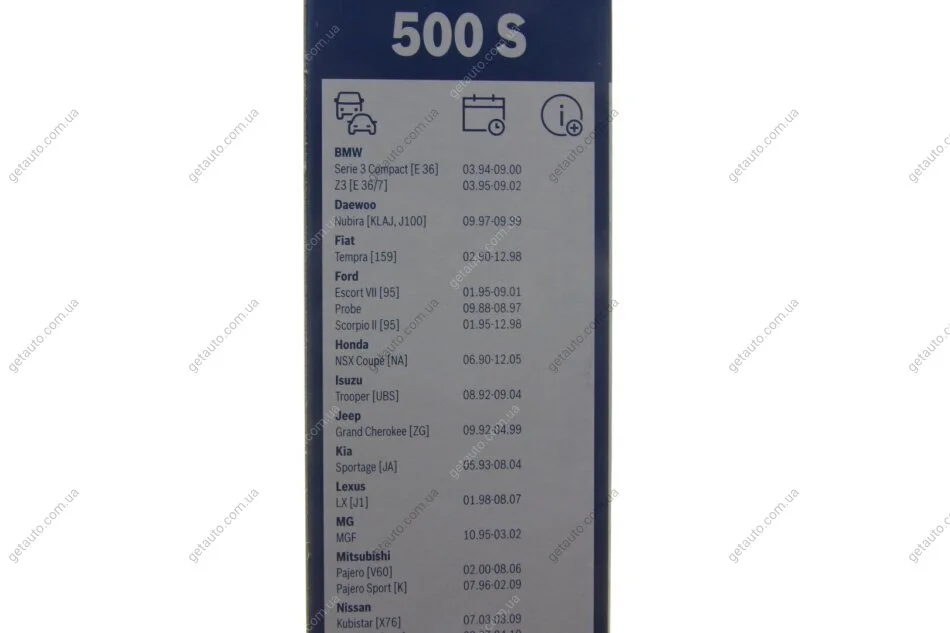 500 S
BMW
Serie 3 Compact [E 36] 03.94-09.00
Z3 [E 36/7] 03.95-09.02
Daewoo
Nubira [KLAJ, J100] 09.97-09.99
Fiat
Tempra [159] 02.90-12.98
Ford
Escort VII [95] 01.95-09.01
Probe 09.88-08.97
Scorpio II [95] 01.95-12.98
Honda
NSX Coupé [NA] 06.90-12.05
Isuzu
Trooper [UBS] 08.92-09.04
Jeep
Grand Cherokee [ZG] 09.92-04.99
Kia
Sportage [JA] 05.93-08.04
Lexus
LX [J1] 01.98-08.07
MG
MGF 10.95-03.02
Mitsubishi
Pajero [V60] 02.00-08.06
Pajero Sport [K] 07.96-02.09
Nissan
Kubistar [X76] 07.03-03.09
getauto.com.ua